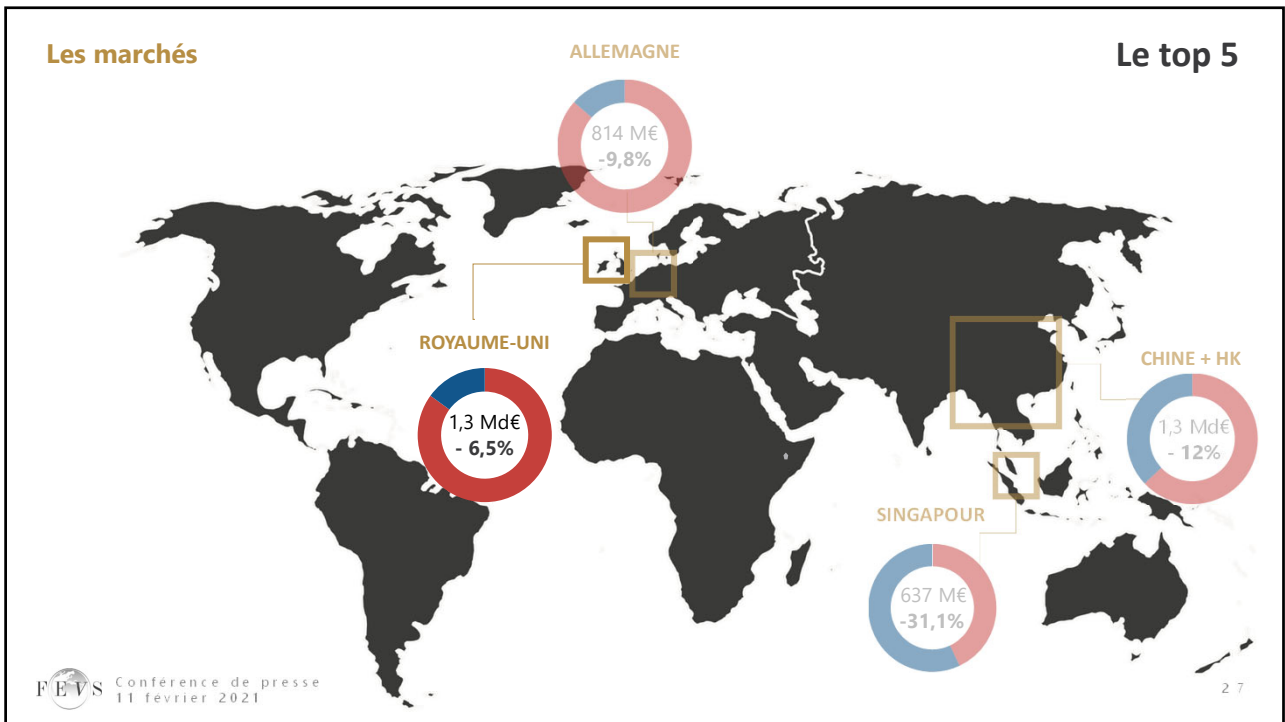 Les marchés
Le top 5
ALLEMAGNE
814 M€
-9,8%
ROYAUME-UNI
1,3 Md€
- 6,5%
CHINE + HK
1,3 Md€
- 12%
SINGAPOUR
637 M€
-31,1%
FEVS
Conférence de presse
11 février 2021
27